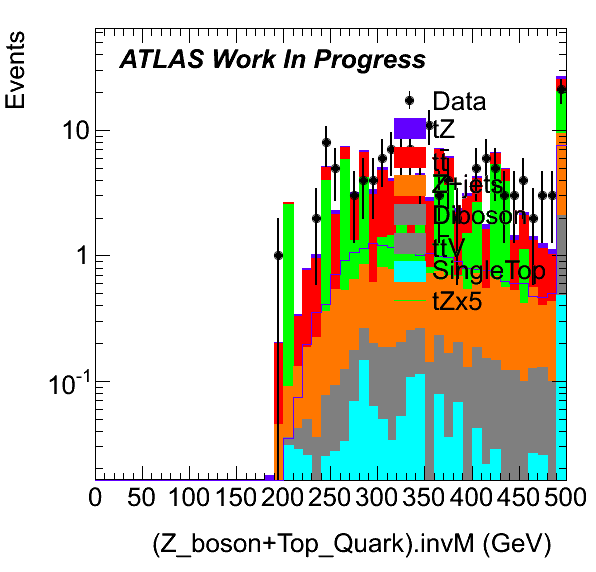 Events
ATLAS Work In Progress
Data
tZ
tt
Z+jets
Diboson
ttV
SingleTop
tZx5
10
1
10-1
0 50 100 150 200 250 300 350 400 450 500
(Z_boson+Top_Quark).invM (GeV)